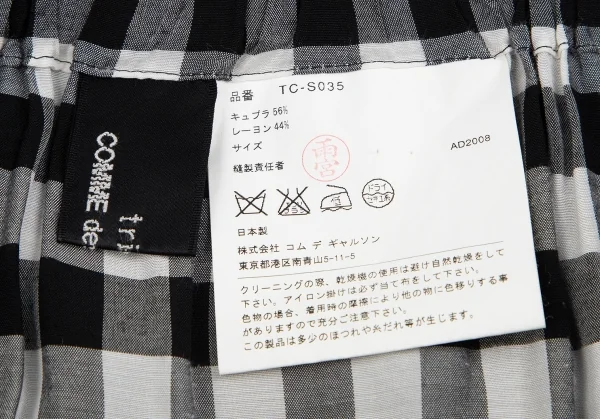 品番 TC-S035
キュプラ 56%
レーヨン 44%
サイズ
縫製責任者
雨宮
AD2008
ドライ
日本製
株式会社 コム デ ギャルソン
東京都港区南青山5-11-5
クリーニングの際、乾燥機の使用は避け自然乾燥をして
下さい。アイロン掛けは必ず当て布をして下さい。
色物の場合、着用時の摩擦により他の物に色移りする事
がありますので充分ご注意下さい。
この製品は多少のほつれや糸だれ等が生じます。
tri
COMME de